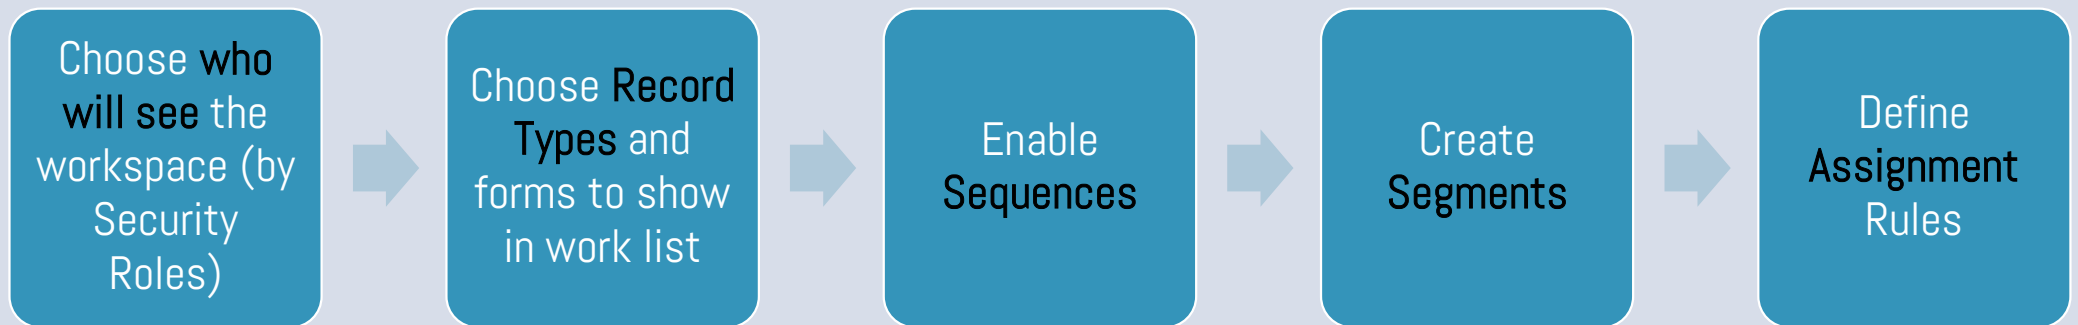 Choose who
will see the
workspace (by
Security
Roles)
Choose Record
Types and
forms to show
in work list
Enable
Sequences
Create
Segments
Define
Assignment
Rules